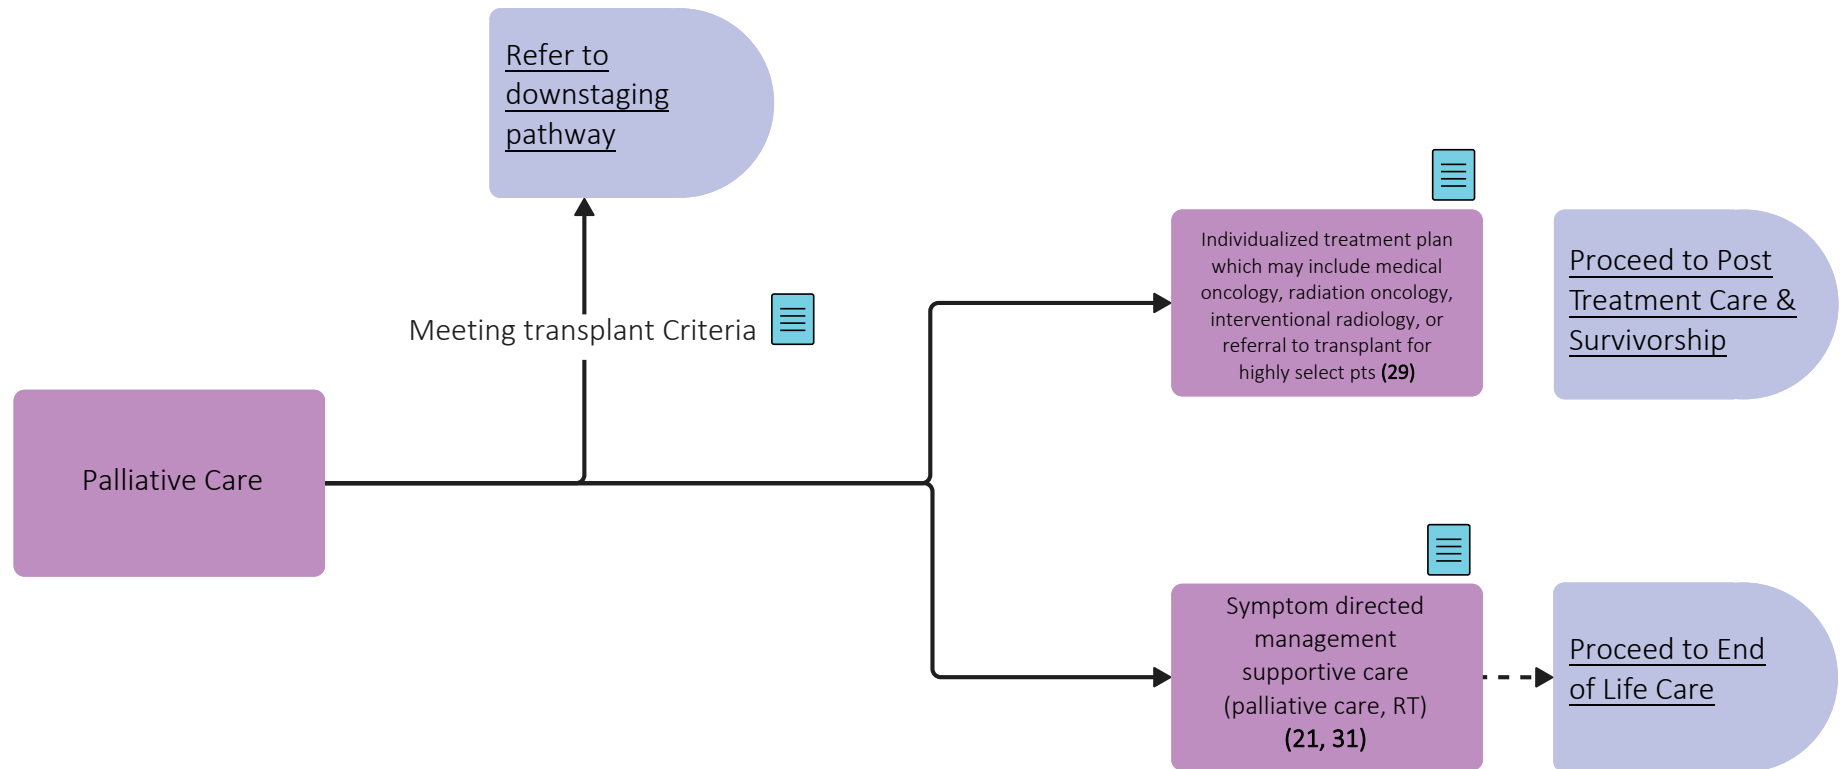 Refer to
downstaging
pathway
Meeting transplant Criteria
Palliative Care
Individualized treatment plan
which may include medical
oncology, radiation oncology,
interventional radiology, or
referral to transplant for
highly select pts (29)
Proceed to Post
Treatment Care &
Survivorship
Symptom directed
management
supportive care
(palliative care, RT)
(21, 31)
Proceed to End
of Life Care